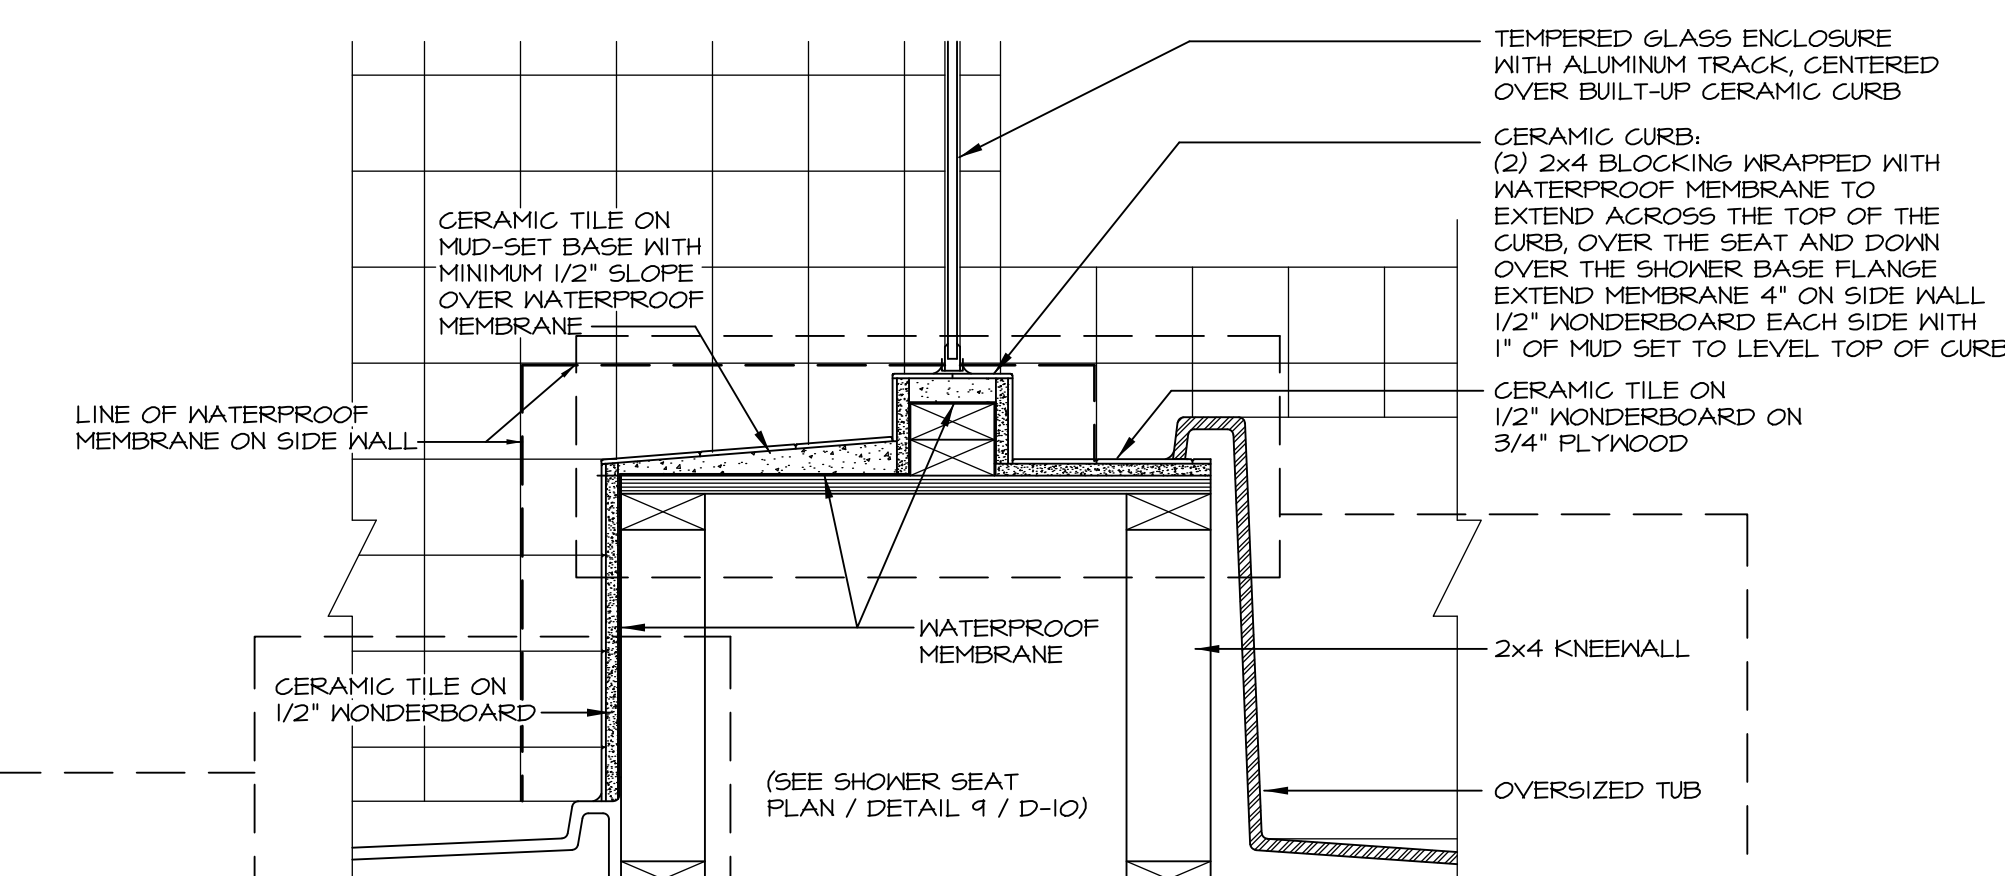 TEMPERED GLASS ENCLOSURE
WITH ALUMINUM TRACK, CENTERED
OVER BUILT-UP CERAMIC CURB
CERAMIC CURB:
(2) 2x4 BLOCKING WRAPPED WITH
WATERPROOF MEMBRANE TO
EXTEND ACROSS THE TOP OF THE
CURB, OVER THE SEAT AND DOWN
OVER THE SHOWER BASE FLANGE
EXTEND MEMBRANE 4" ON SIDE WALL
1/2" WONDERBOARD EACH SIDE WITH
1" OF MUD SET TO LEVEL TOP OF CURB
CERAMIC TILE ON
MUD-SET BASE WITH
MINIMUM 1/2" SLOPE
OVER WATERPROOF
MEMBRANE
CERAMIC TILE ON
1/2" WONDERBOARD ON
3/4" PLYWOOD
LINE OF WATERPROOF
MEMBRANE ON SIDE WALL
WATERPROOF
MEMBRANE
2x4 KNEEWALL
CERAMIC TILE ON
1/2" WONDERBOARD
(SEE SHOWER SEAT
PLAN / DETAIL 9 / D-10)
OVERSIZED TUB